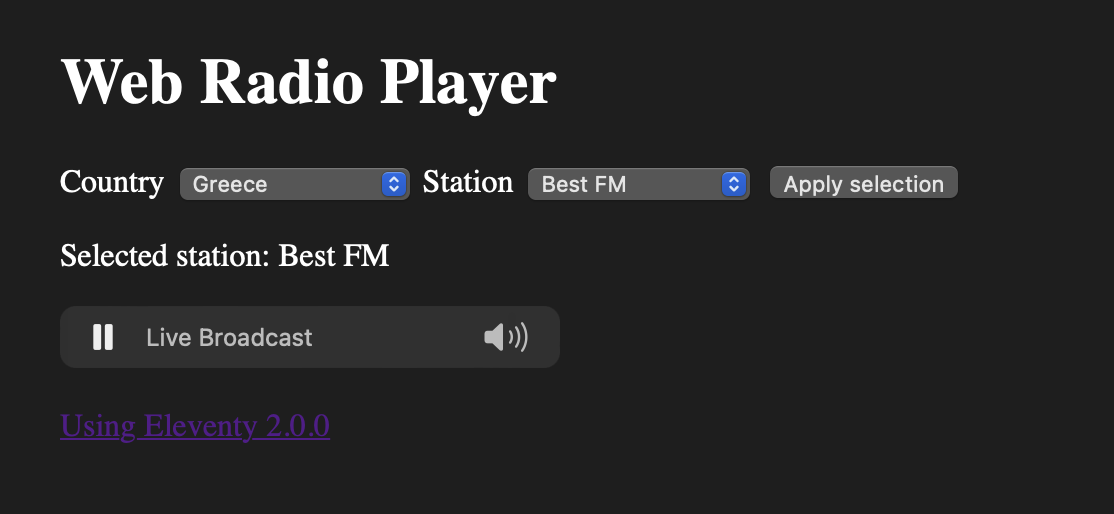 Web Radio Player
Country Greece Station Best FM Apply selection
Selected station: Best FM
Live Broadcast
Using Eleventy 2.0.0